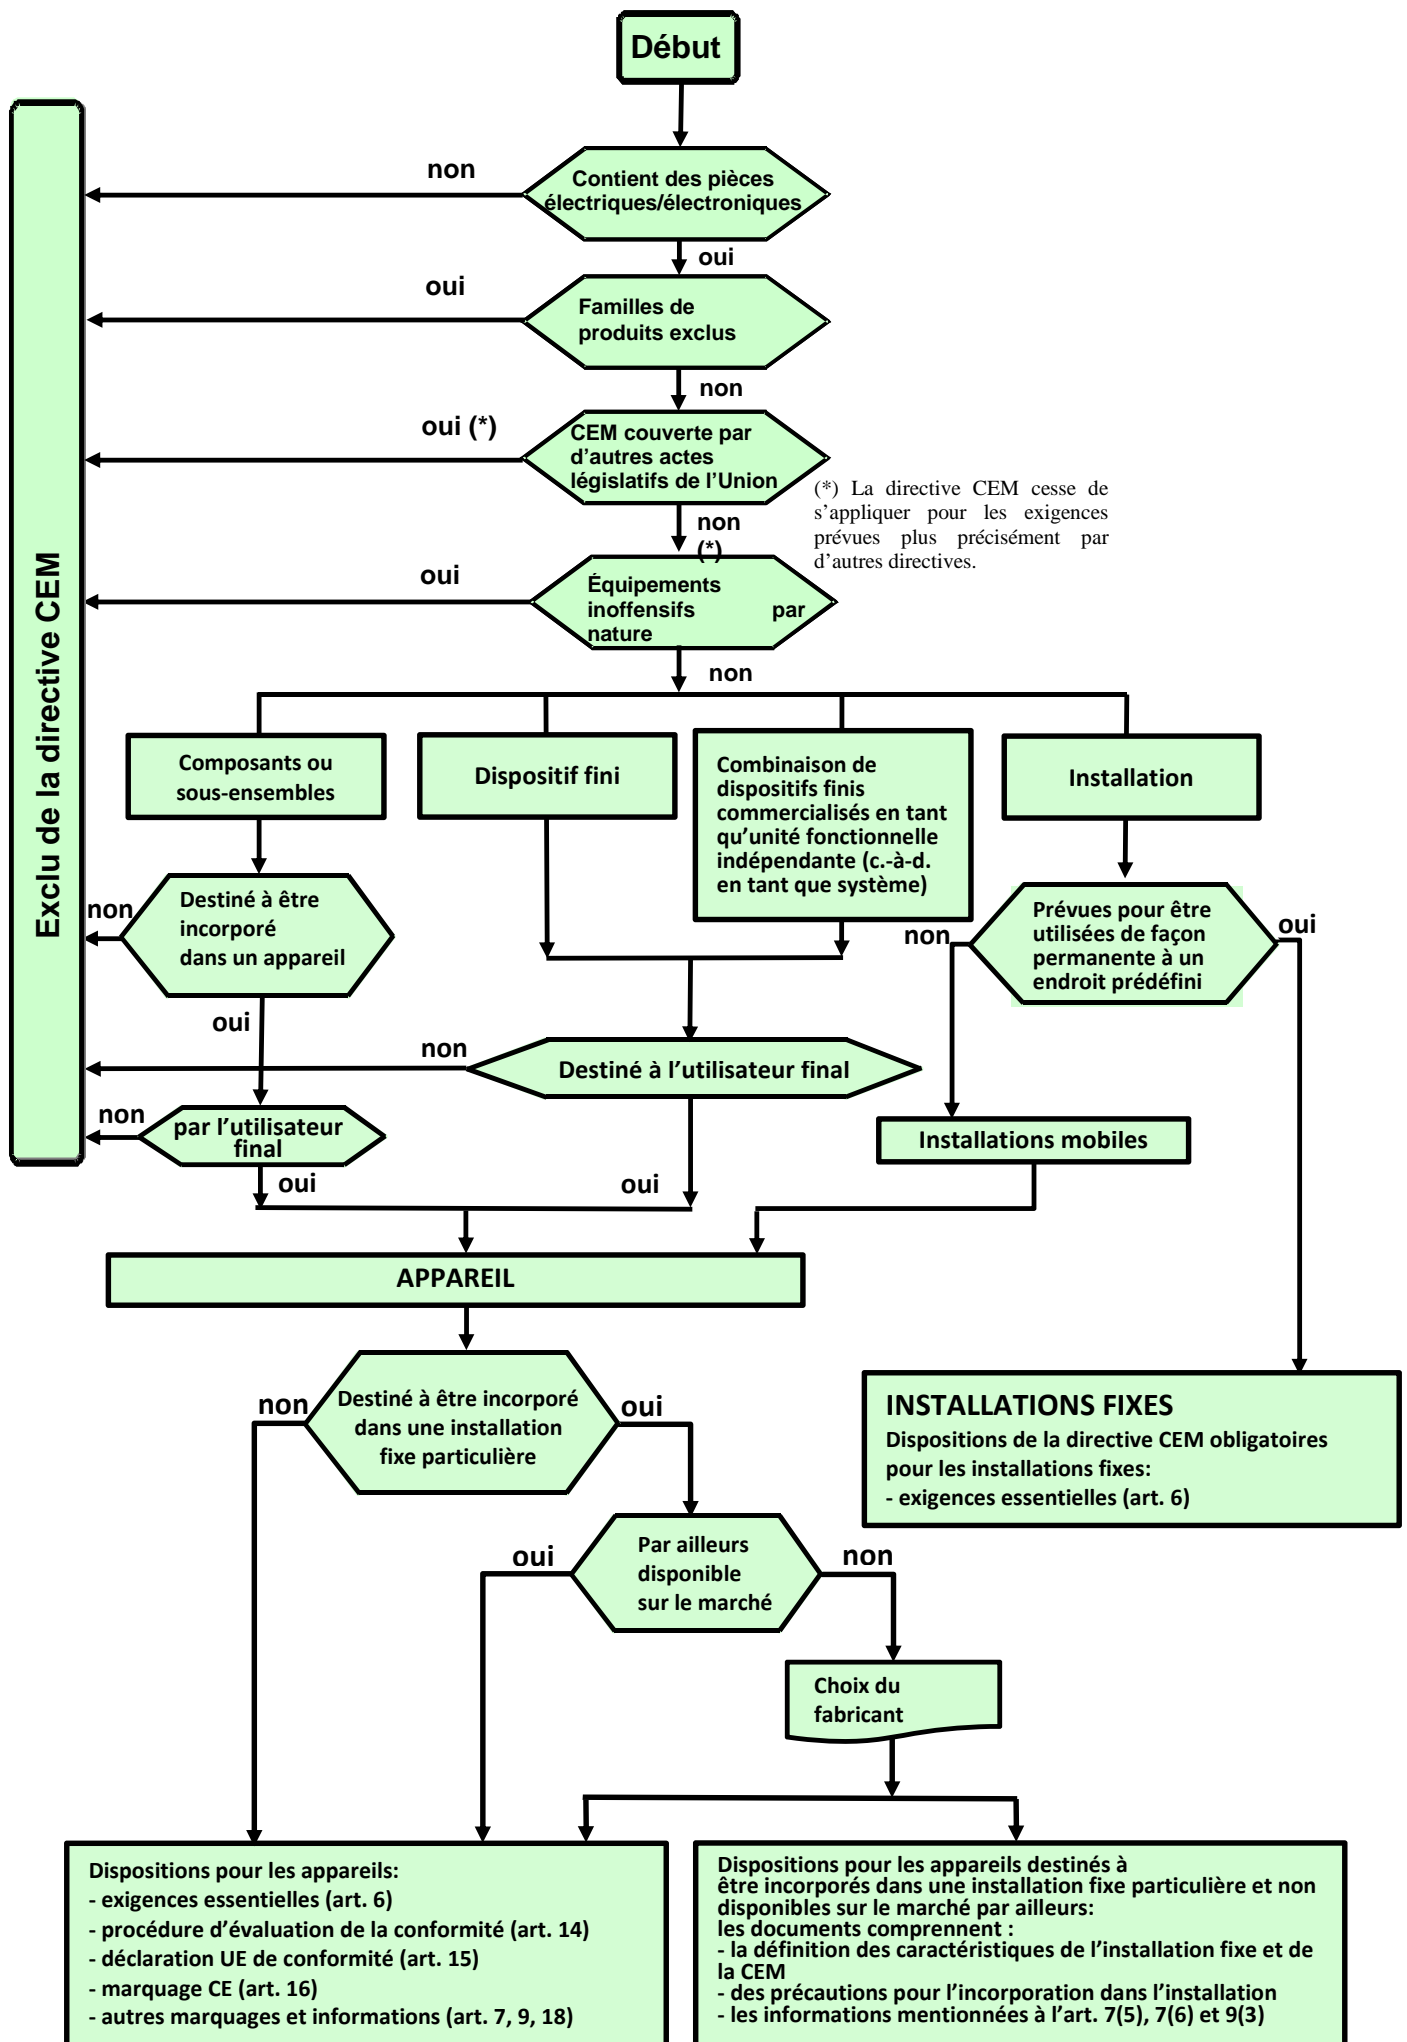 Début
non
Contient des pièces
électriques/électroniques
oui
oui
Familles de
produits exclus
non
oui (*)
CEM couverte par
d'autres actes
législatifs de l'Union
(*) La directive CEM cesse de
s'appliquer pour les exigences
prévues plus précisément par
d'autres directives.
non
(*)
oui
Équipements
inoffensifs par
nature
non
Exclu de la directive CEM
Composants ou
sous-ensembles
Dispositif fini
Combinaison de
dispositifs finis
commercialisés en tant
qu'unité fonctionnelle
indépendante (c.-à-d.
en tant que système)
Installation
non
Destiné à être
incorporé
dans un appareil
oui
non
Prévues pour être
utilisées de façon
permanente à un
endroit prédéfini
oui
non
Destiné à l'utilisateur final
non
par l'utilisateur
final
oui
oui
Installations mobiles
APPAREIL
non
Destiné à être incorporé
dans une installation
fixe particulière
oui
INSTALLATIONS FIXES
Dispositions de la directive CEM obligatoires
pour les installations fixes:
- exigences essentielles (art. 6)
oui
Par ailleurs
disponible
sur le marché
non
Choix du
fabricant
Dispositions pour les appareils:
- exigences essentielles (art. 6)
- procédure d'évaluation de la conformité (art. 14)
- déclaration UE de conformité (art. 15)
- marquage CE (art. 16)
- autres marquages et informations (art. 7, 9, 18)
Dispositions pour les appareils destinés à
être incorporés dans une installation fixe particulière et non
disponibles sur le marché par ailleurs:
les documents comprennent :
- la définition des caractéristiques de l'installation fixe et de
la CEM
- des précautions pour l'incorporation dans l'installation
- les informations mentionnées à l'art. 7(5), 7(6) et 9(3)